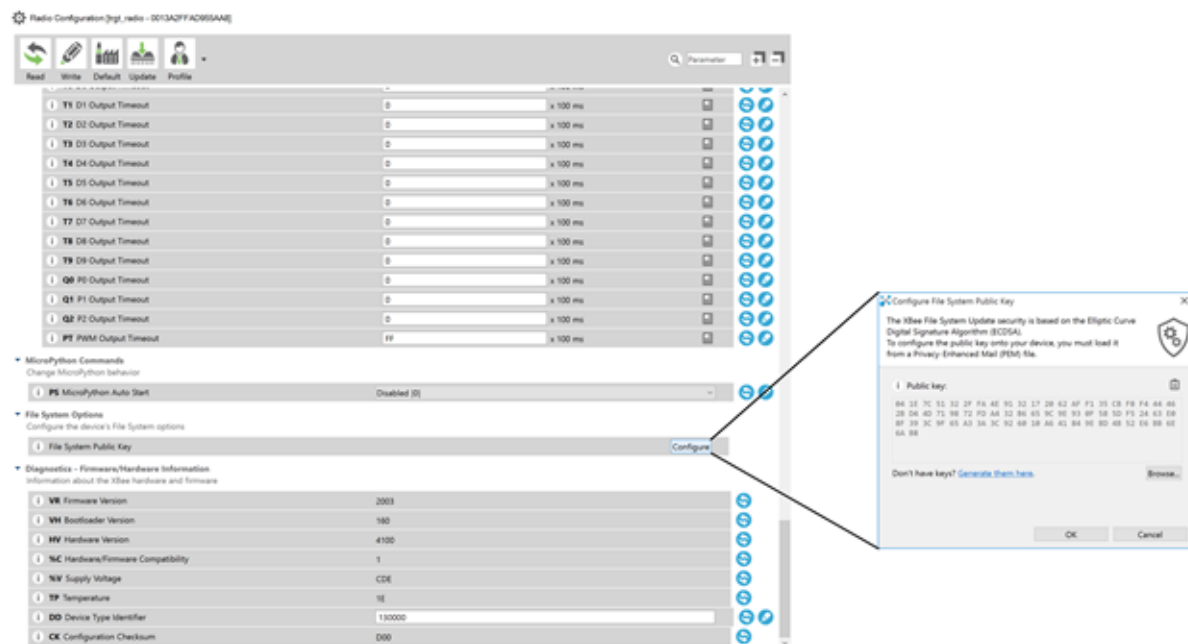 Radio Configuration [trgt_radio - 0013A2FFAD955AA8]
Read Write Default Update Profile
Parameter
i T1 D1 Output Timeout 0 x 100 ms
i T2 D2 Output Timeout 0 x 100 ms
i T3 D3 Output Timeout 0 x 100 ms
i T4 D4 Output Timeout 0 x 100 ms
i T5 D5 Output Timeout 0 x 100 ms
i T6 D6 Output Timeout 0 x 100 ms
i T7 D7 Output Timeout 0 x 100 ms
i T8 D8 Output Timeout 0 x 100 ms
i T9 D9 Output Timeout 0 x 100 ms
i Q0 P0 Output Timeout 0 x 100 ms
i Q1 P1 Output Timeout 0 x 100 ms
i Q2 P2 Output Timeout 0 x 100 ms
i PT PWM Output Timeout FF x 100 ms
MicroPython Commands
Change MicroPython behavior
i PS MicroPython Auto Start Disabled [0]
File System Options
Configure the device's File System options
i File System Public Key Configure
Diagnostics - Firmware/Hardware Information
Information about the XBee hardware and firmware
i VR Firmware Version 2003
i VH Bootloader Version 160
i HV Hardware Version 4100
i %C Hardware/Firmware Compatibility 1
i %V Supply Voltage CDE
i TP Temperature 1E
i DD Device Type Identifier 130000
i CK Configuration Checksum D00
Configure File System Public Key
The XBee File System Update security is based on the Elliptic Curve
Digital Signature Algorithm (ECDSA).
To configure the public key onto your device, you must load it
from a Privacy-Enhanced Mail (PEM) file.
i Public key:
Don't have keys? Generate them here.
Browse...
OK Cancel